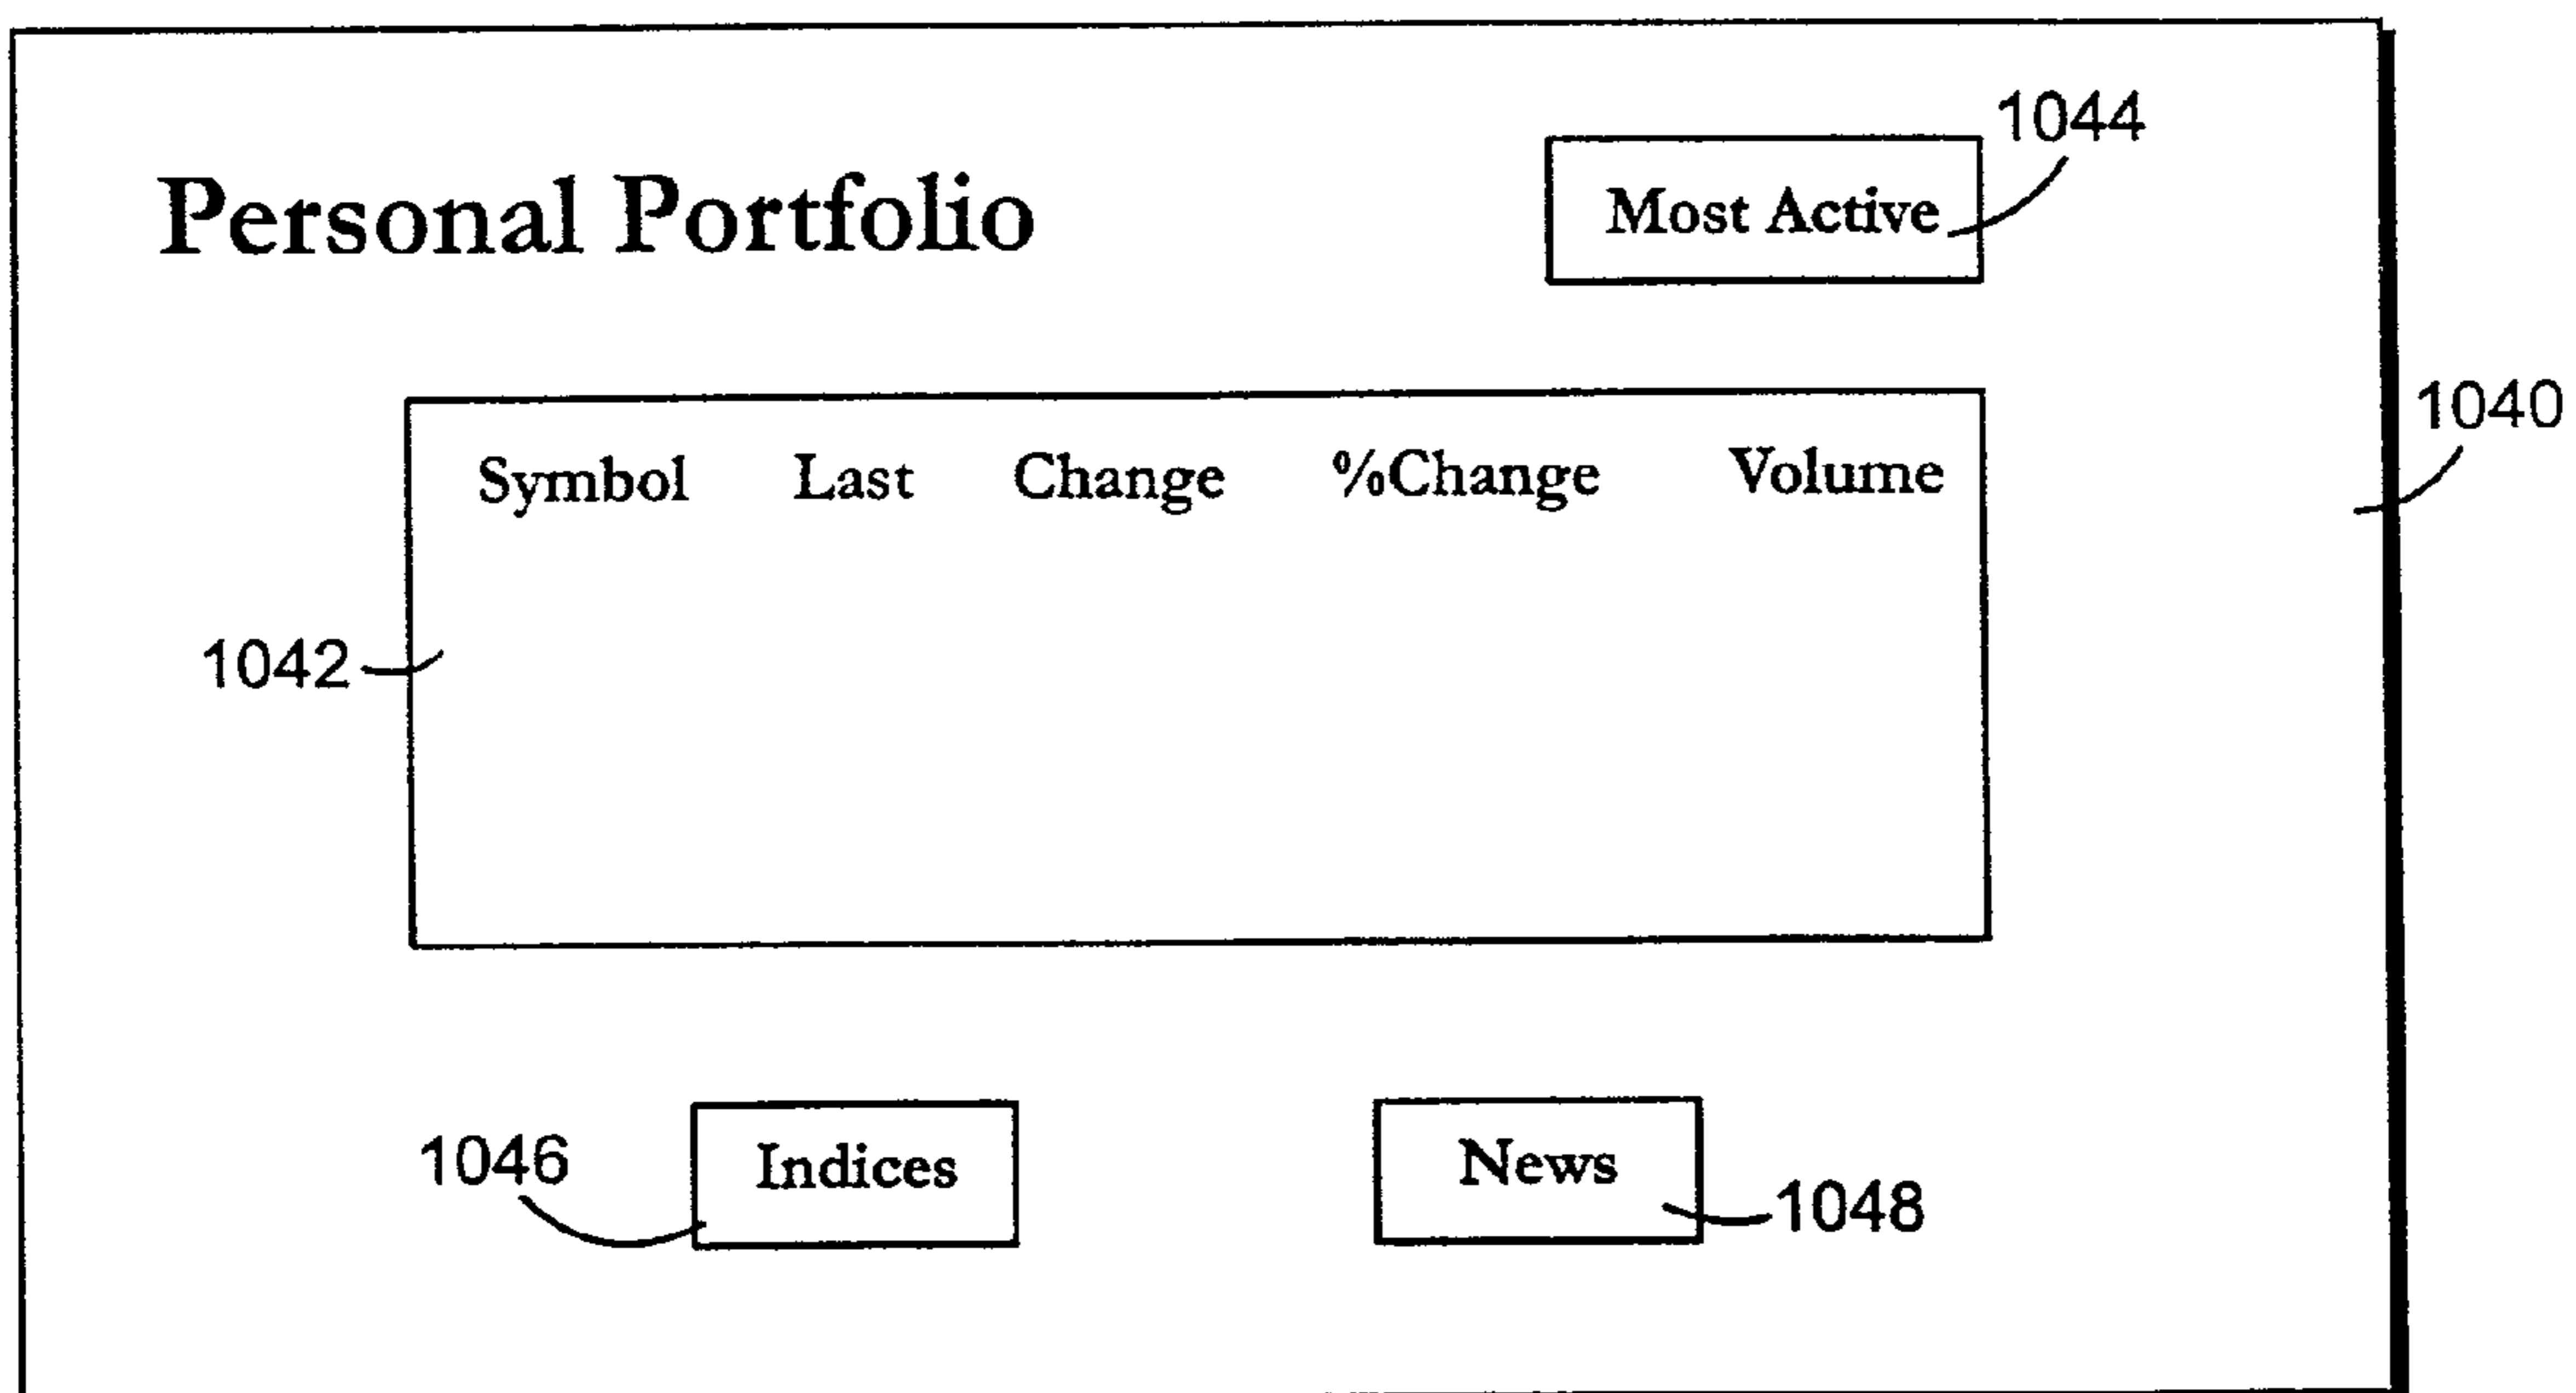 1044
Personal Portfolio
Most Active
1040
Symbol Last Change %Change Volume
1042
1046
Indices
News
1048